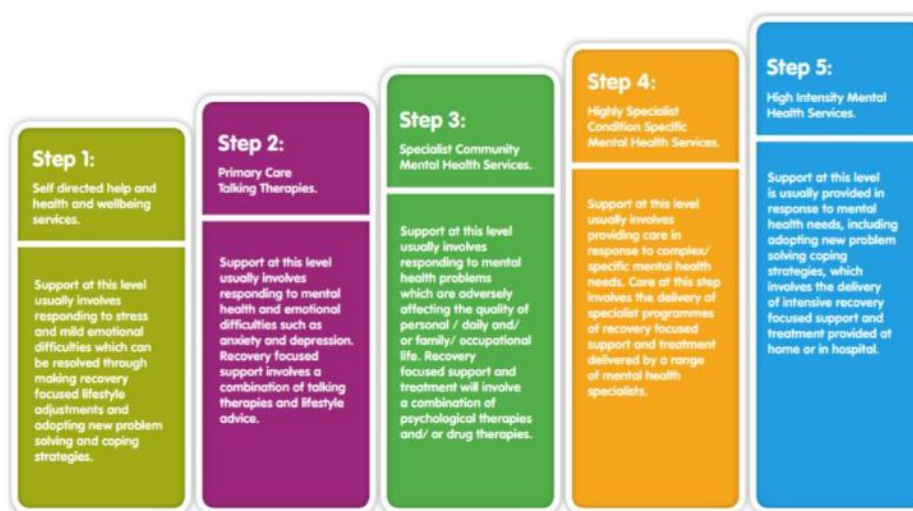 Step 1:
Self directed help and
health and wellbeing
services.
Support at this level
usually involves
responding to stress
and mild emotional
difficulties which can
be resolved through
making recovery
focused lifestyle
adjustments and
adopting new problem
solving and coping
strategies.
Step 2:
Primary Care
Talking Therapies.
Support at this level
usually involves
responding to mental
health and emotional
difficulties such as
anxiety and depression.
Recovery focused
support involves a
combination of talking
therapies and lifestyle
advice.
Step 3:
Specialist Community
Mental Health Services.
Support at this level
usually involves
responding to mental
health problems
which are adversely
affecting the quality of
personal / daily and/
or family/ occupational
life. Recovery
focused support and
treatment will involve
a combination of
psychological therapies
and/ or drug therapies.
Step 4:
Highly Specialist
Condition Specific
Mental Health Services.
Support at this level
usually involves
providing care in
response to complex/
specific mental health
needs. Care at this step
involves the delivery of
specialist programmes
of recovery focused
support and treatment
delivered by a range
of mental health
specialists.
Step 5:
High Intensity Mental
Health Services.
Support at this level
is usually provided in
response to mental
health needs, including
adopting new problem
solving coping
strategies, which
involves the delivery
of intensive recovery
focused support and
treatment provided at
home or in hospital.